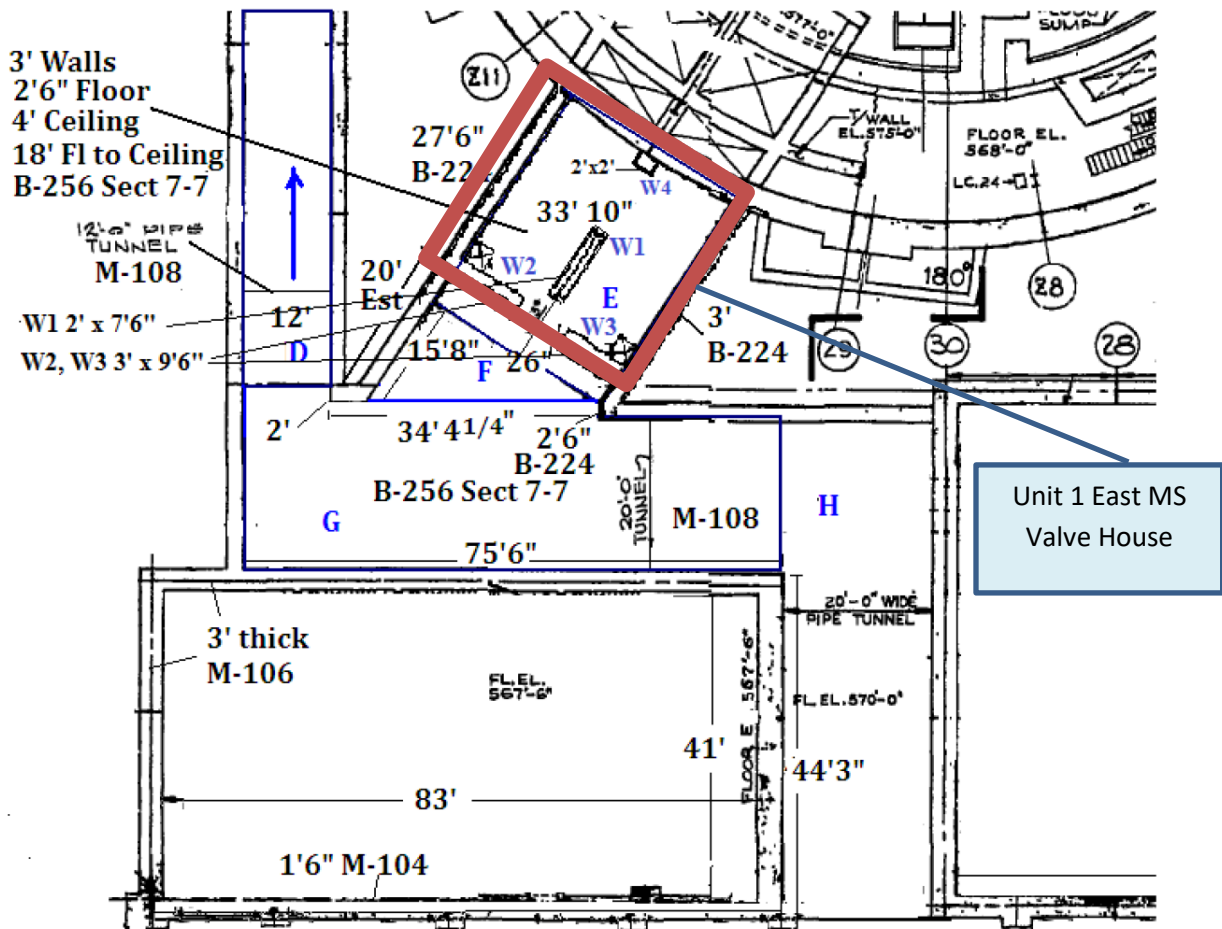 3' Walls
2'6" Floor
4' Ceiling
18' Fl to Ceiling
B-256 Sect 7-7
12'-0" PIPE
TUNNEL
M-108
W1 2' x 7'6"
W2, W3 3' x 9'6"
211
27'6"
2'x2'
W4
33' 10"
W1
W2
E
W3
20'
Est
12'
D
15'8"
F
26"
3'
B-224
2'
34' 4 1/4"
2'6"
B-224
B-256 Sect 7-7
G
20'-0"
TUNNEL
M-108
H
75'6"
577'-0"
FLOOR
SUMP
T/WALL
EL.575'-0"
FLOOR EL.
568'-0"
LC.24
180°
28
29
30
28
Unit 1 East MS
Valve House
20'-0" WIDE
PIPE TUNNEL
3' thick
M-106
FL.EL.
567'-6"
FL.EL.570'-0"
41'
44'3"
83'
1'6" M-104